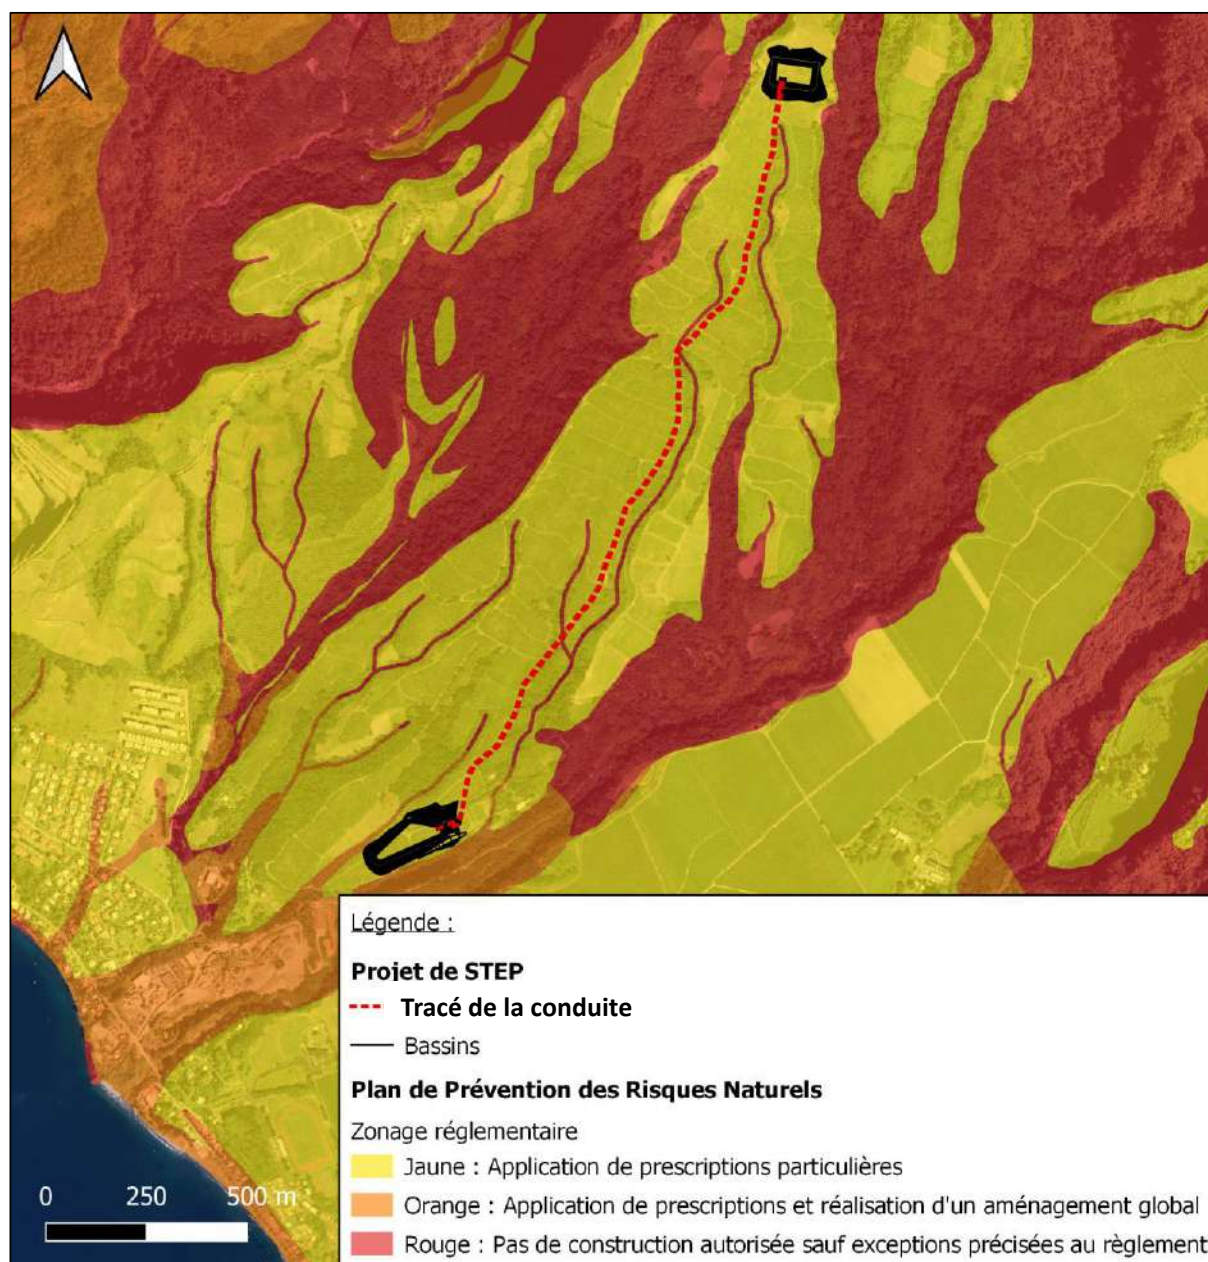 Légende :
Projet de STEP
Tracé de la conduite
Bassins
Plan de Prévention des Risques Naturels
Zonage réglementaire
Jaune : Application de prescriptions particulières
Orange : Application de prescriptions et réalisation d'un aménagement global
Rouge : Pas de construction autorisée sauf exceptions précisées au règlement
0 250 500 m